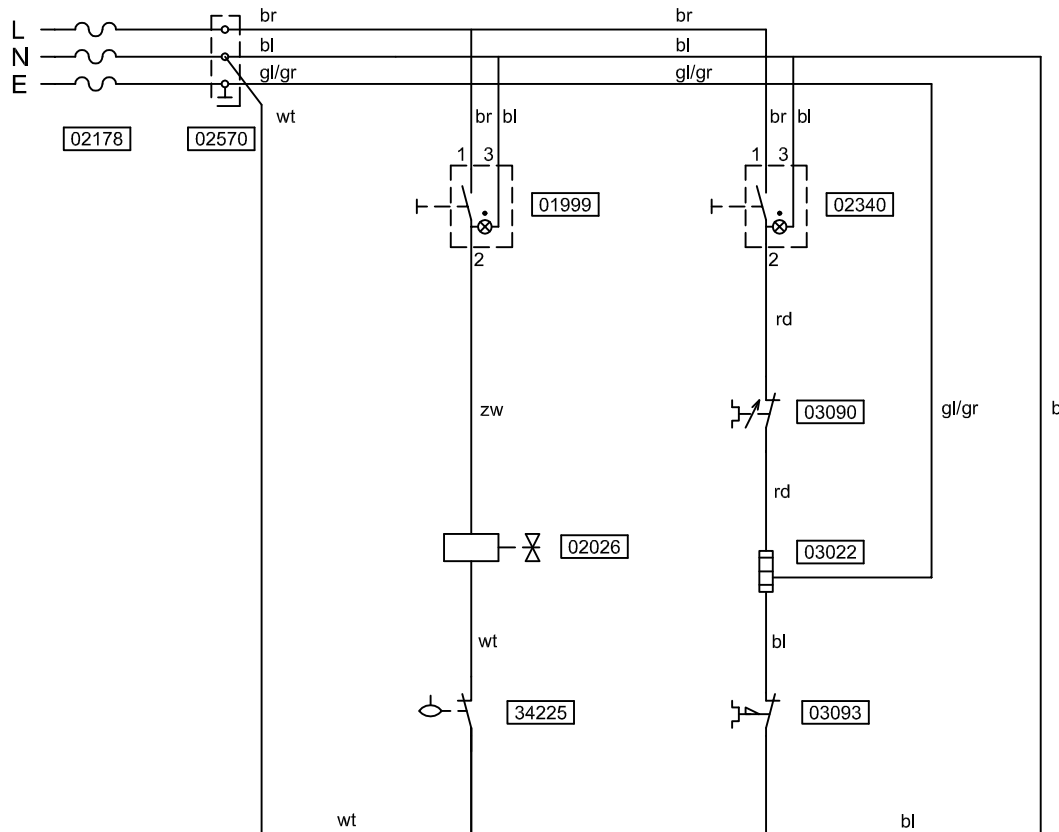 L br br
N bl bl
E gl/gr gl/gr
wt br bl br bl
02178 02570
1 3 1 3
01999 02340
2 2
rd
zw 03090 gl/gr b
rd
02026 03022
wt bl
34225 03093
wt bl